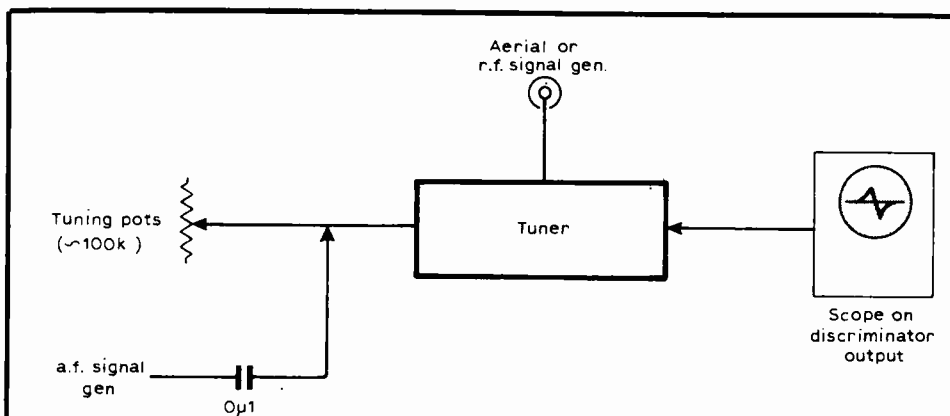 Aerial or
r.f. signal gen.
Tuning pots
(~100k)
Tuner
Scope on
discriminator
output
a.f. signal
gen
0µ1